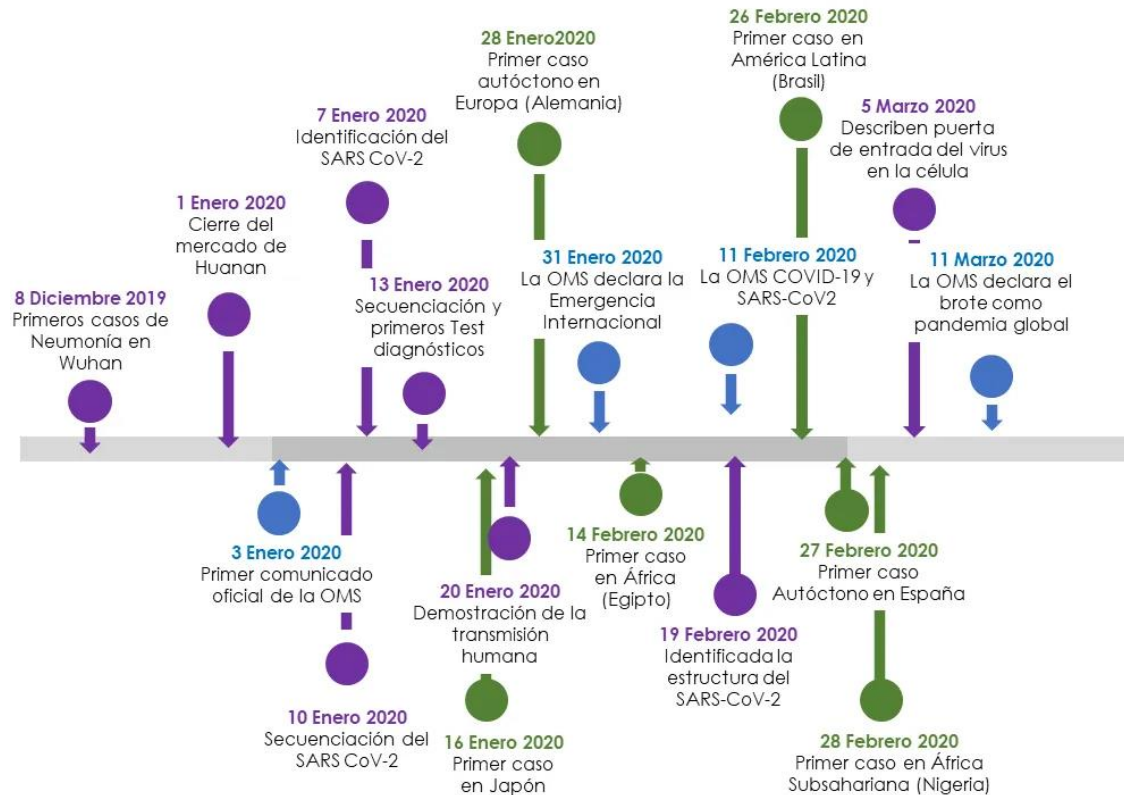 8 Diciembre 2019
Primeros casos de
Neumonía en
Wuhan
1 Enero 2020
Cierre del
mercado de
Huanan
3 Enero 2020
Primer comunicado
oficial de la OMS
7 Enero 2020
Identificación del
SARS CoV-2
10 Enero 2020
Secuenciación del
SARS CoV-2
13 Enero 2020
Secuenciación y
primeros Test
diagnósticos
16 Enero 2020
Primer caso
en Japón
20 Enero 2020
Demostración de la
transmisión
humana
28 Enero2020
Primer caso
autóctono en
Europa (Alemania)
31 Enero 2020
La OMS declara la
Emergencia
Internacional
11 Febrero 2020
La OMS COVID-19 y
SARS-CoV2
14 Febrero 2020
Primer caso
en África
(Egipto)
19 Febrero 2020
Identificada la
estructura del
SARS-CoV-2
26 Febrero 2020
Primer caso en
América Latina
(Brasil)
27 Febrero 2020
Primer caso
Autóctono en España
28 Febrero 2020
Primer caso en África
Subsahariana (Nigeria)
5 Marzo 2020
Describen puerta
de entrada del virus
en la célula
11 Marzo 2020
La OMS declara el
brote como
pandemia global